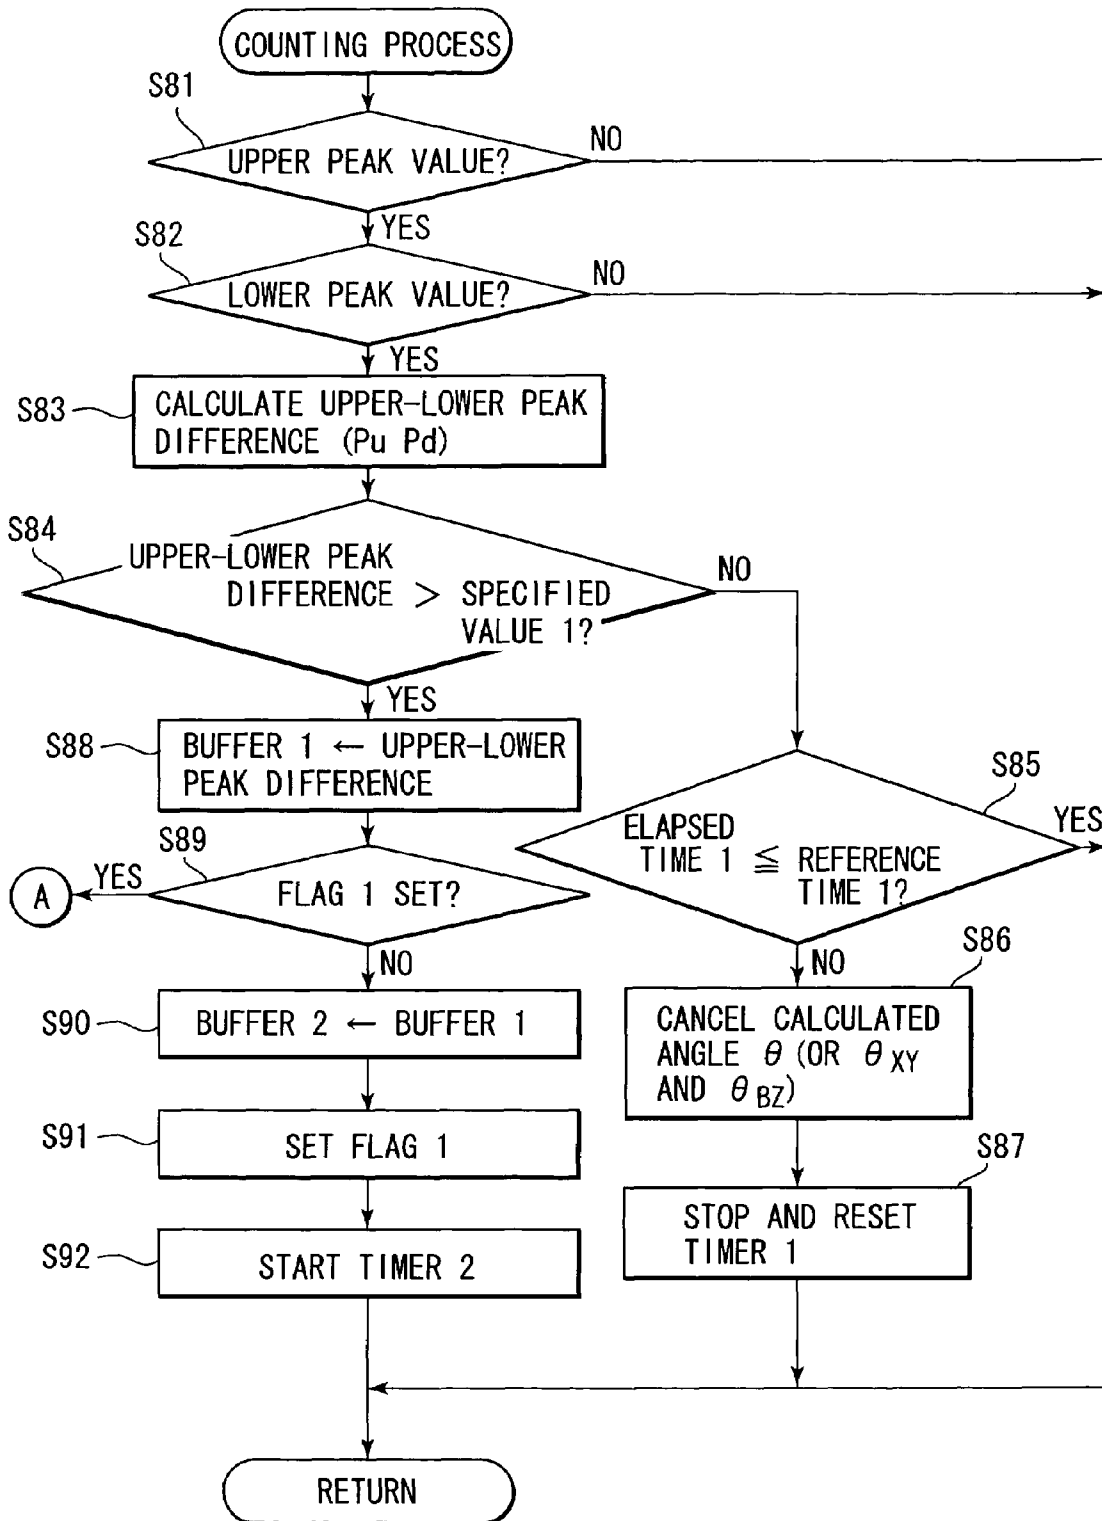 COUNTING PROCESS
S81
UPPER PEAK VALUE?
NO
YES
S82
LOWER PEAK VALUE?
NO
YES
S83
CALCULATE UPPER-LOWER PEAK
DIFFERENCE (Pu Pd)
S84
UPPER-LOWER PEAK
DIFFERENCE > SPECIFIED
VALUE 1?
NO
YES
S88
BUFFER 1 ← UPPER-LOWER
PEAK DIFFERENCE
S85
ELAPSED
TIME 1 ≦ REFERENCE
TIME 1?
YES
NO
S89
FLAG 1 SET?
YES
A
NO
S86
CANCEL CALCULATED
ANGLE θ (OR θXY
AND θBZ)
S90
BUFFER 2 ← BUFFER 1
S91
SET FLAG 1
S87
STOP AND RESET
TIMER 1
S92
START TIMER 2
RETURN